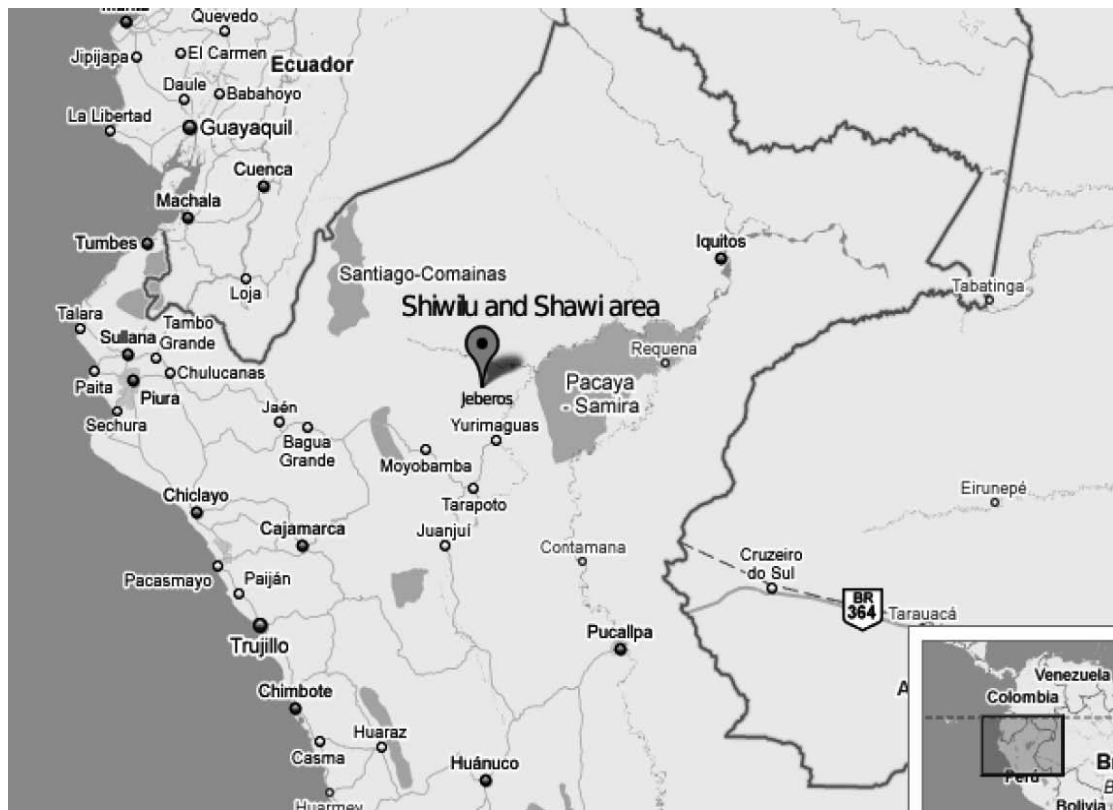 Quevedo
Jipijapa
El Carmen
Ecuador
Daule
Babahoyo
La Libertad
Guayaquil
Cuenca
Machala
Tumbes
Iquitos
Santiago-Comainas
Loja
Tabatinga
Shiwilu and Shawi area
Talara
Tambo
Grande
Sullana
Requena
Chulucanas
Paita
Piura
Pacaya
- Samira
Jeberos
Sechura
Jaén
Yurimaguas
Bagua
Grande
Moyobamba
Tarapoto
Eirunepé
Chiclayo
Cajamarca
Juanjuí
Contamana
Cruzeiro
do Sul
Pacasmayo
Paiján
BR
364
Tarauacá
Trujillo
Pucallpa
Venezuela
Colombia
A
Chimbote
Huaraz
Casma
Huánuco
Perú
Br
B
Bolivia
Huarmey